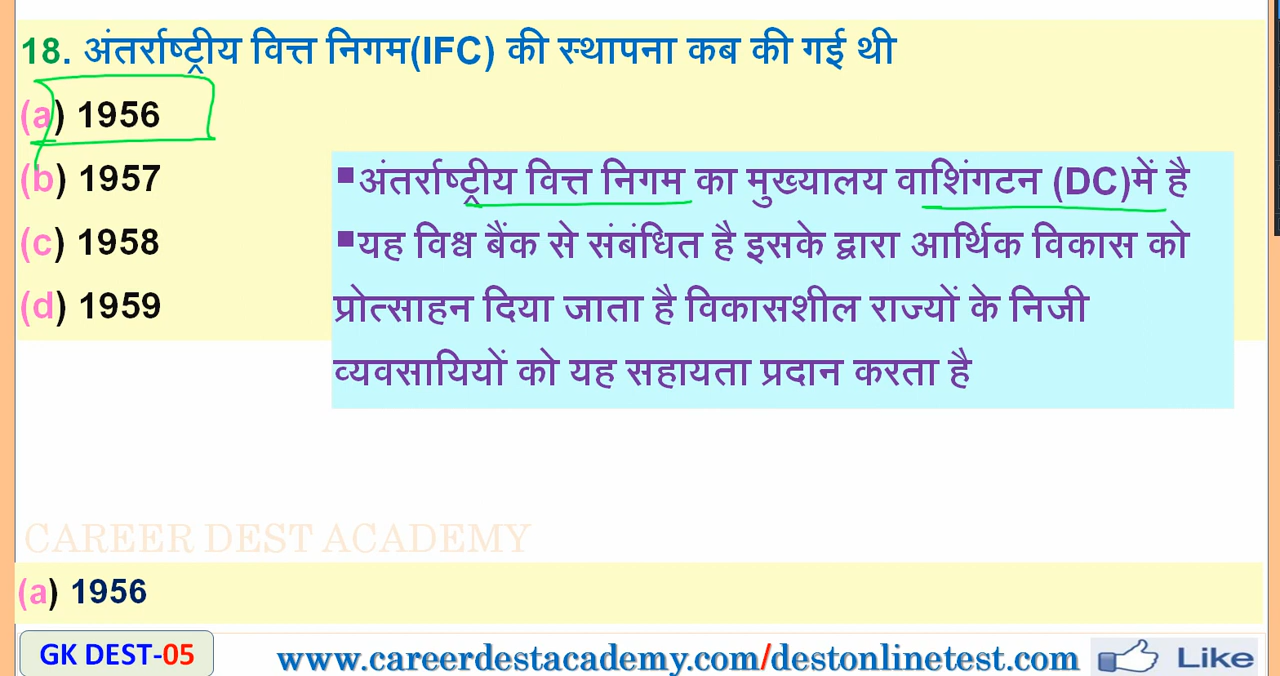 18. अंतर्राष्ट्रीय वित्त निगम(IFC) की स्थापना कब की गई थी
(a) 1956
(b) 1957
(c) 1958
(d) 1959
▪अंतर्राष्ट्रीय वित्त निगम का मुख्यालय वाशिंगटन (DC)में है
▪यह विश्व बैंक से संबंधित है इसके द्वारा आर्थिक विकास को
प्रोत्साहन दिया जाता है विकासशील राज्यों के निजी
व्यवसायियों को यह सहायता प्रदान करता है
CAREER DEST ACADEMY
(a) 1956
GK DEST-05
www.careerdestacademy.com/destonlinetest.com
Like